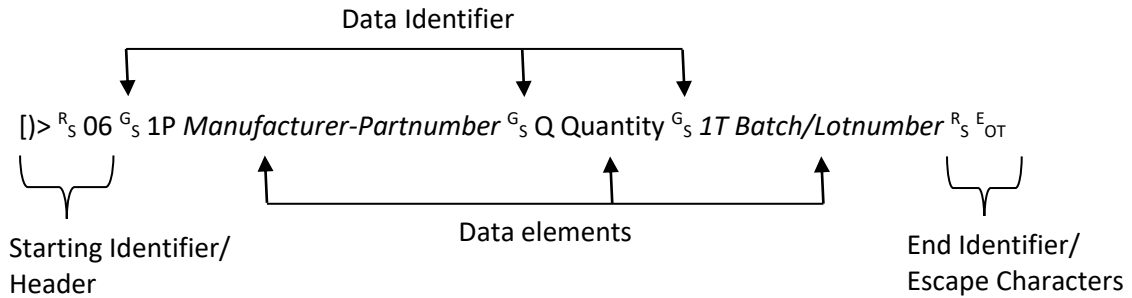 Data Identifier
[)> ᴿS 06 ᴳS 1P Manufacturer-Partnumber ᴳS Q Quantity ᴳS 1T Batch/Lotnumber ᴿS ᴱOT
Data elements
Starting Identifier/
Header
End Identifier/
Escape Characters